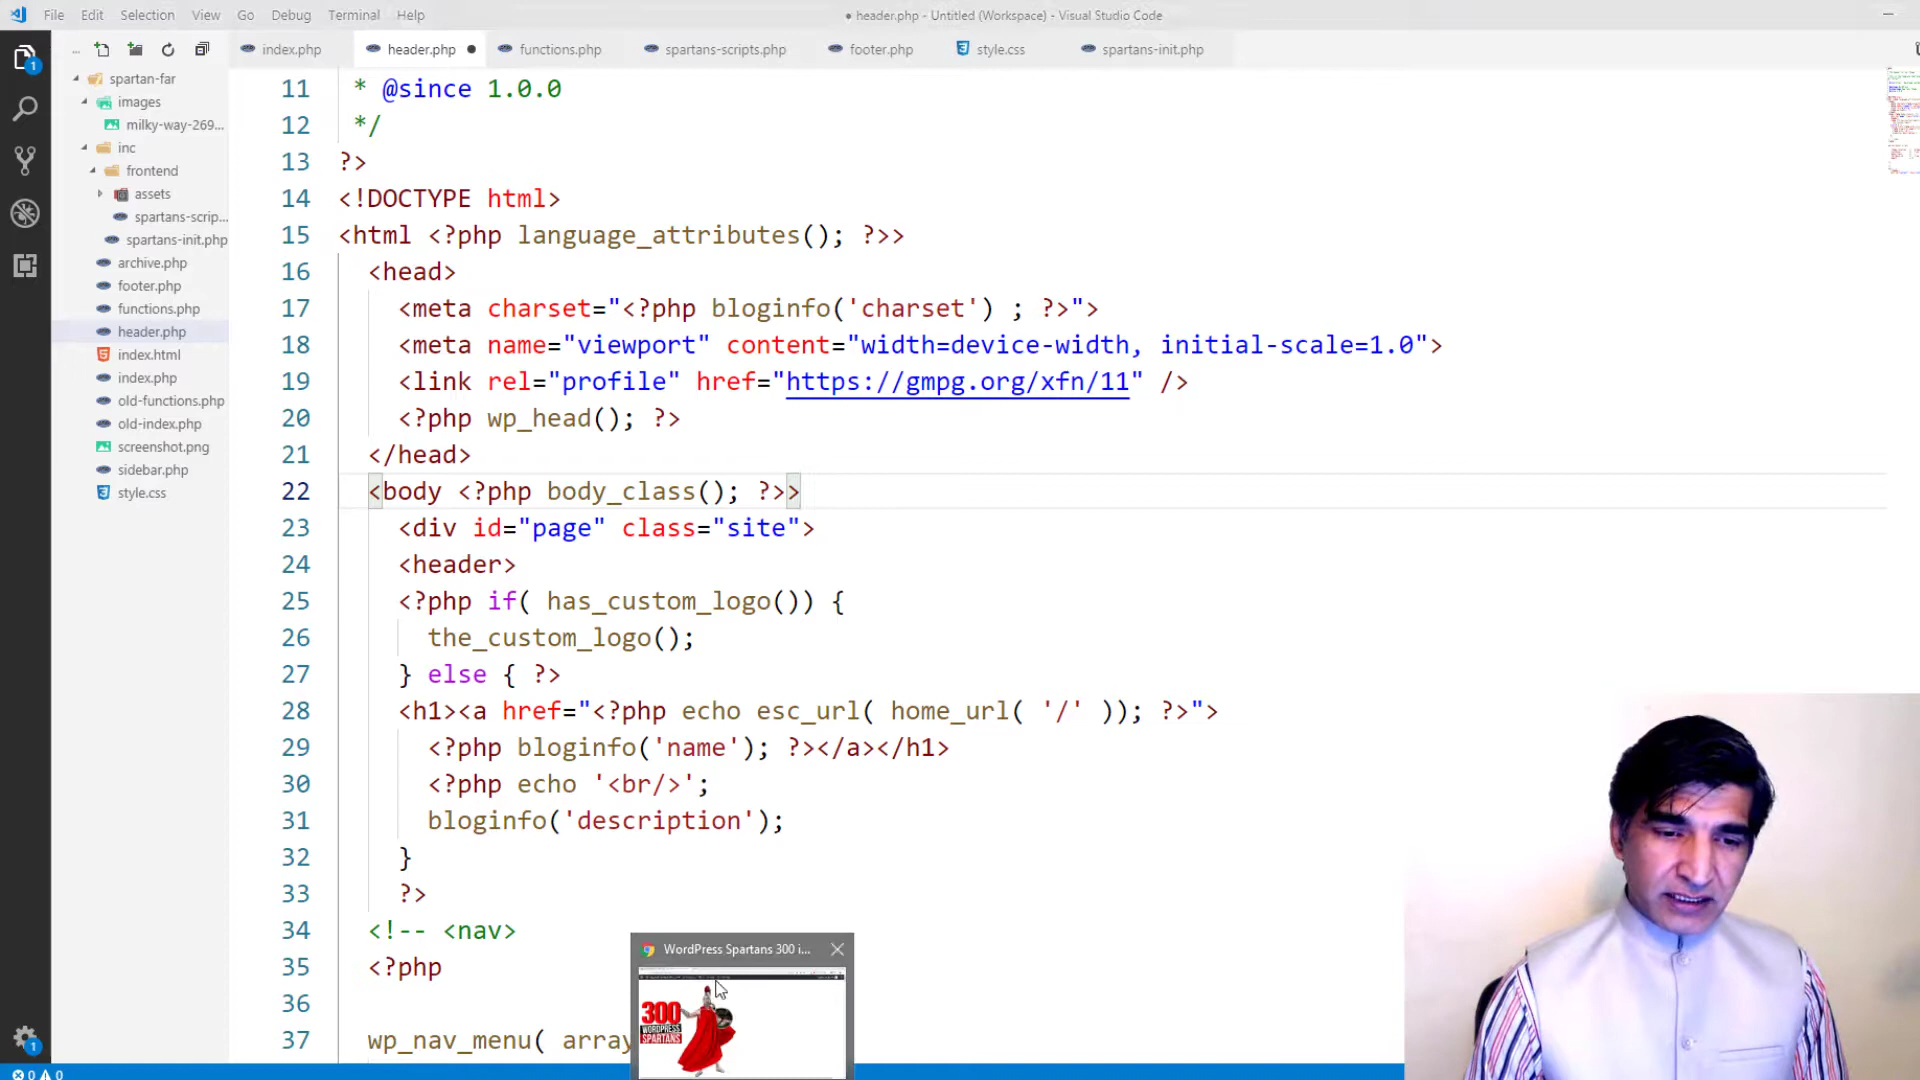 File Edit Selection View Go Debug Terminal Help
● header.php - Untitled (Workspace) - Visual Studio Code
index.php header.php functions.php spartans-scripts.php footer.php style.css spartans-init.php
spartan-far
images
milky-way-269...
inc
frontend
assets
spartans-scrip...
spartans-init.php
archive.php
footer.php
functions.php
header.php
index.html
index.php
old-functions.php
old-index.php
screenshot.png
sidebar.php
style.css
1
11 * @since 1.0.0
12 */
13 ?>
14 <!DOCTYPE html>
15 <html <?php language_attributes(); ?>>
16 <head>
17 <meta charset="<?php bloginfo('charset') ; ?>">
18 <meta name="viewport" content="width=device-width, initial-scale=1.0">
19 <link rel="profile" href="https://gmpg.org/xfn/11" />
20 <?php wp_head(); ?>
21 </head>
22 <body <?php body_class(); ?>>
23 <div id="page" class="site">
24 <header>
25 <?php if( has_custom_logo()) {
26 the_custom_logo();
27 } else { ?>
28 <h1><a href="<?php echo esc_url( home_url( '/' )); ?>">
29 <?php bloginfo('name'); ?></a></h1>
30 <?php echo '<br/>';
31 bloginfo('description');
32 }
33 ?>
34 <!-- <nav>
35 <?php
36
37 wp_nav_menu( array
WordPress Spartans 300 i...
300
WORDPRESS
SPARTANS
1
0 0